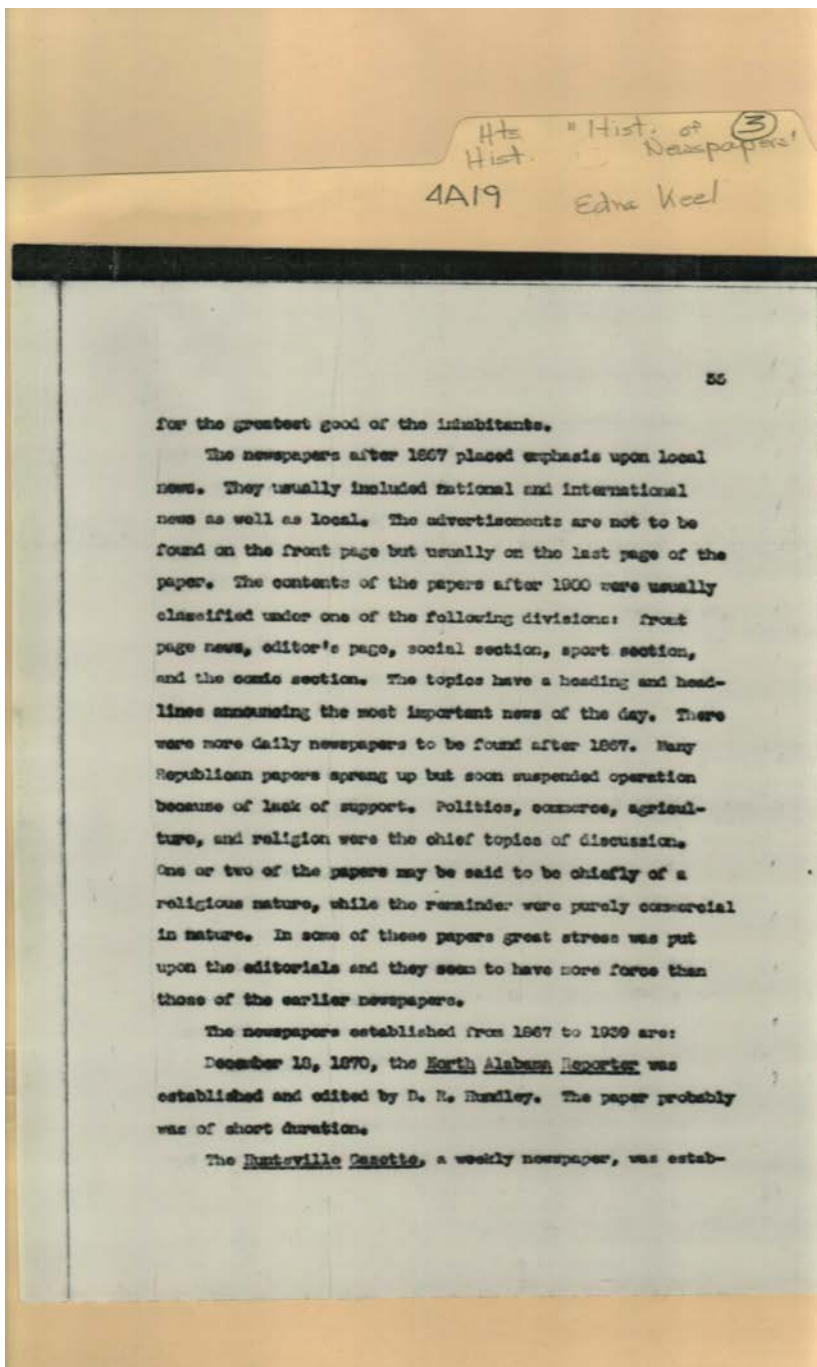 Hts "Hist. of ③
Hist. Newspapers"
4A19 Edna Keel
55
for the greatest good of the inhabitants.
The newspapers after 1867 placed emphasis upon local
news. They usually included national and international
news as well as local. The advertisements are not to be
found on the front page but usually on the last page of the
paper. The contents of the papers after 1900 were usually
classified under one of the following divisions: front
page news, editor's page, social section, sport section,
and the comic section. The topics have a heading and head-
lines announcing the most important news of the day. There
were more daily newspapers to be found after 1867. Many
Republican papers sprang up but soon suspended operation
because of lack of support. Politics, commerce, agricul-
ture, and religion were the chief topics of discussion.
One or two of the papers may be said to be chiefly of a
religious nature, while the remainder were purely commercial
in nature. In some of these papers great stress was put
upon the editorials and they seem to have more force than
those of the earlier newspapers.
The newspapers established from 1867 to 1939 are:
December 18, 1870, the North Alabama Reporter was
established and edited by D. R. Hundley. The paper probably
was of short duration.
The Huntsville Gazette, a weekly newspaper, was estab-